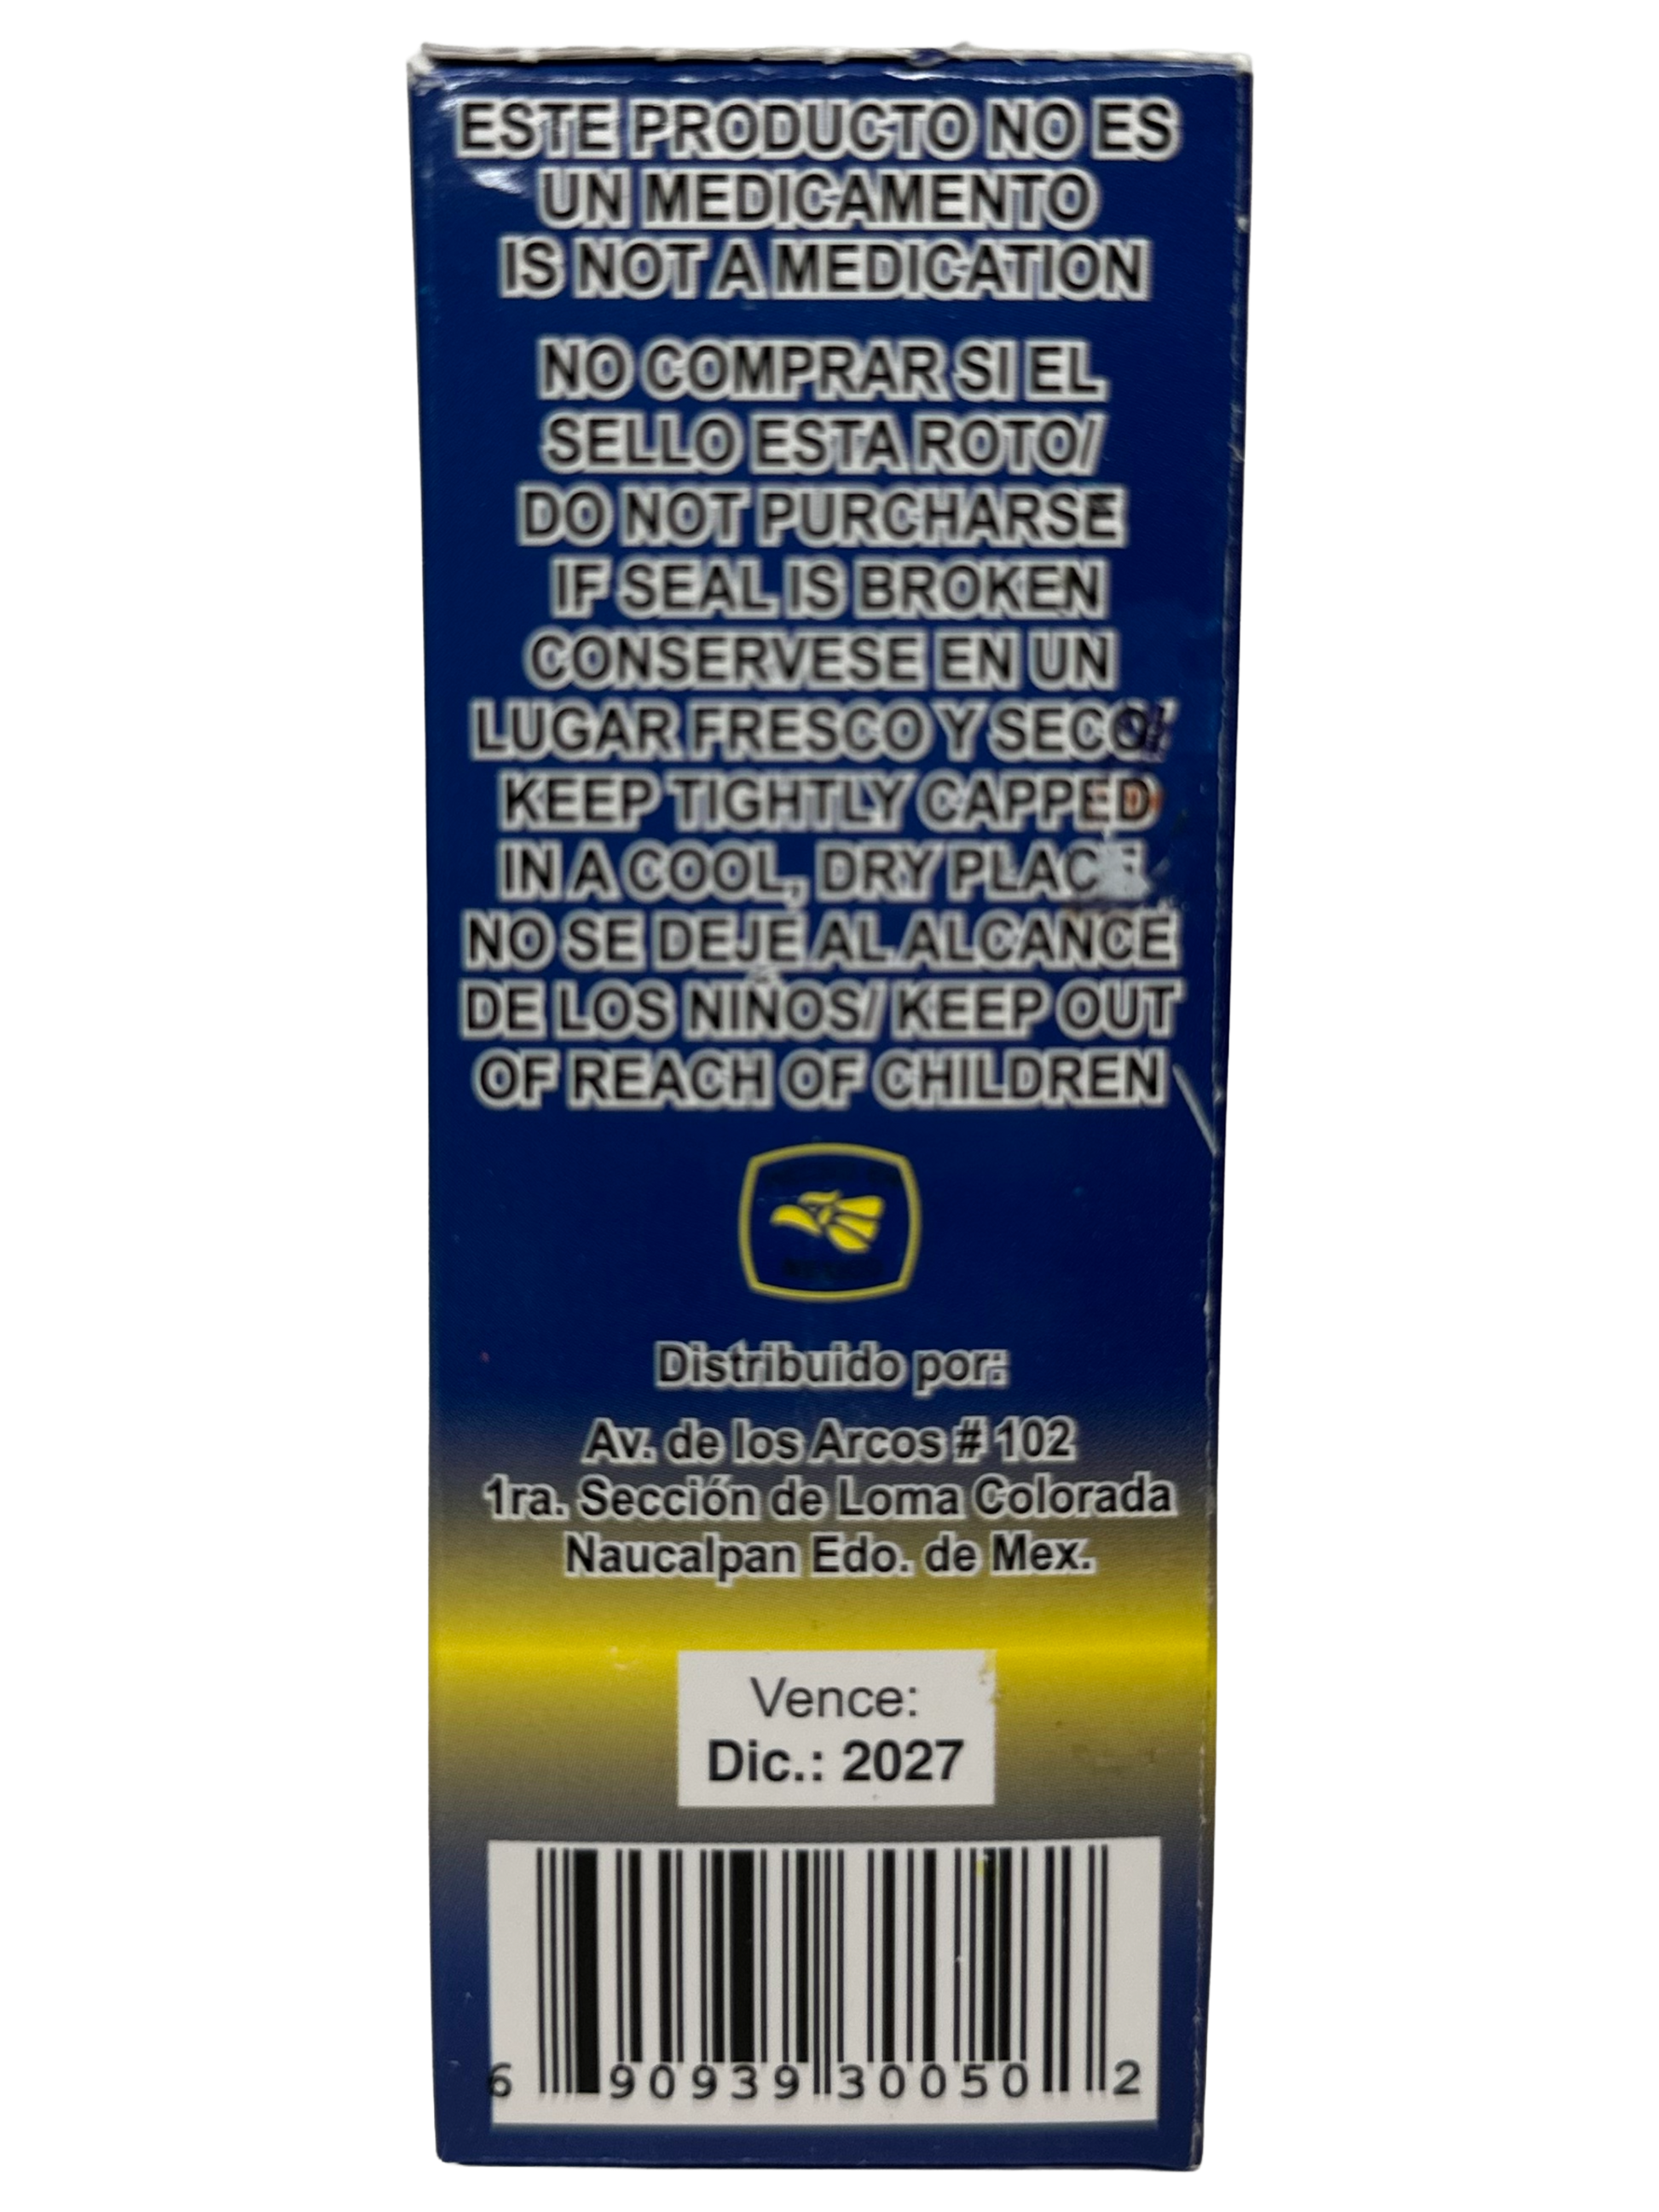 ESTE PRODUCTO NO ES
UN MEDICAMENTO
IS NOT A MEDICATION
NO COMPRAR SI EL
SELLO ESTA ROTO/
DO NOT PURCHARSE
IF SEAL IS BROKEN
CONSERVESE EN UN
LUGAR FRESCO Y SECO/
KEEP TIGHTLY CAPPED
IN A COOL, DRY PLACE
NO SE DEJE AL ALCANCE
DE LOS NIÑOS/ KEEP OUT
OF REACH OF CHILDREN
Distribuido por:
Av. de los Arcos # 102
1ra. Sección de Loma Colorada
Naucalpan Edo. de Mex.
Vence:
Dic.: 2027
6 90939 30050 2